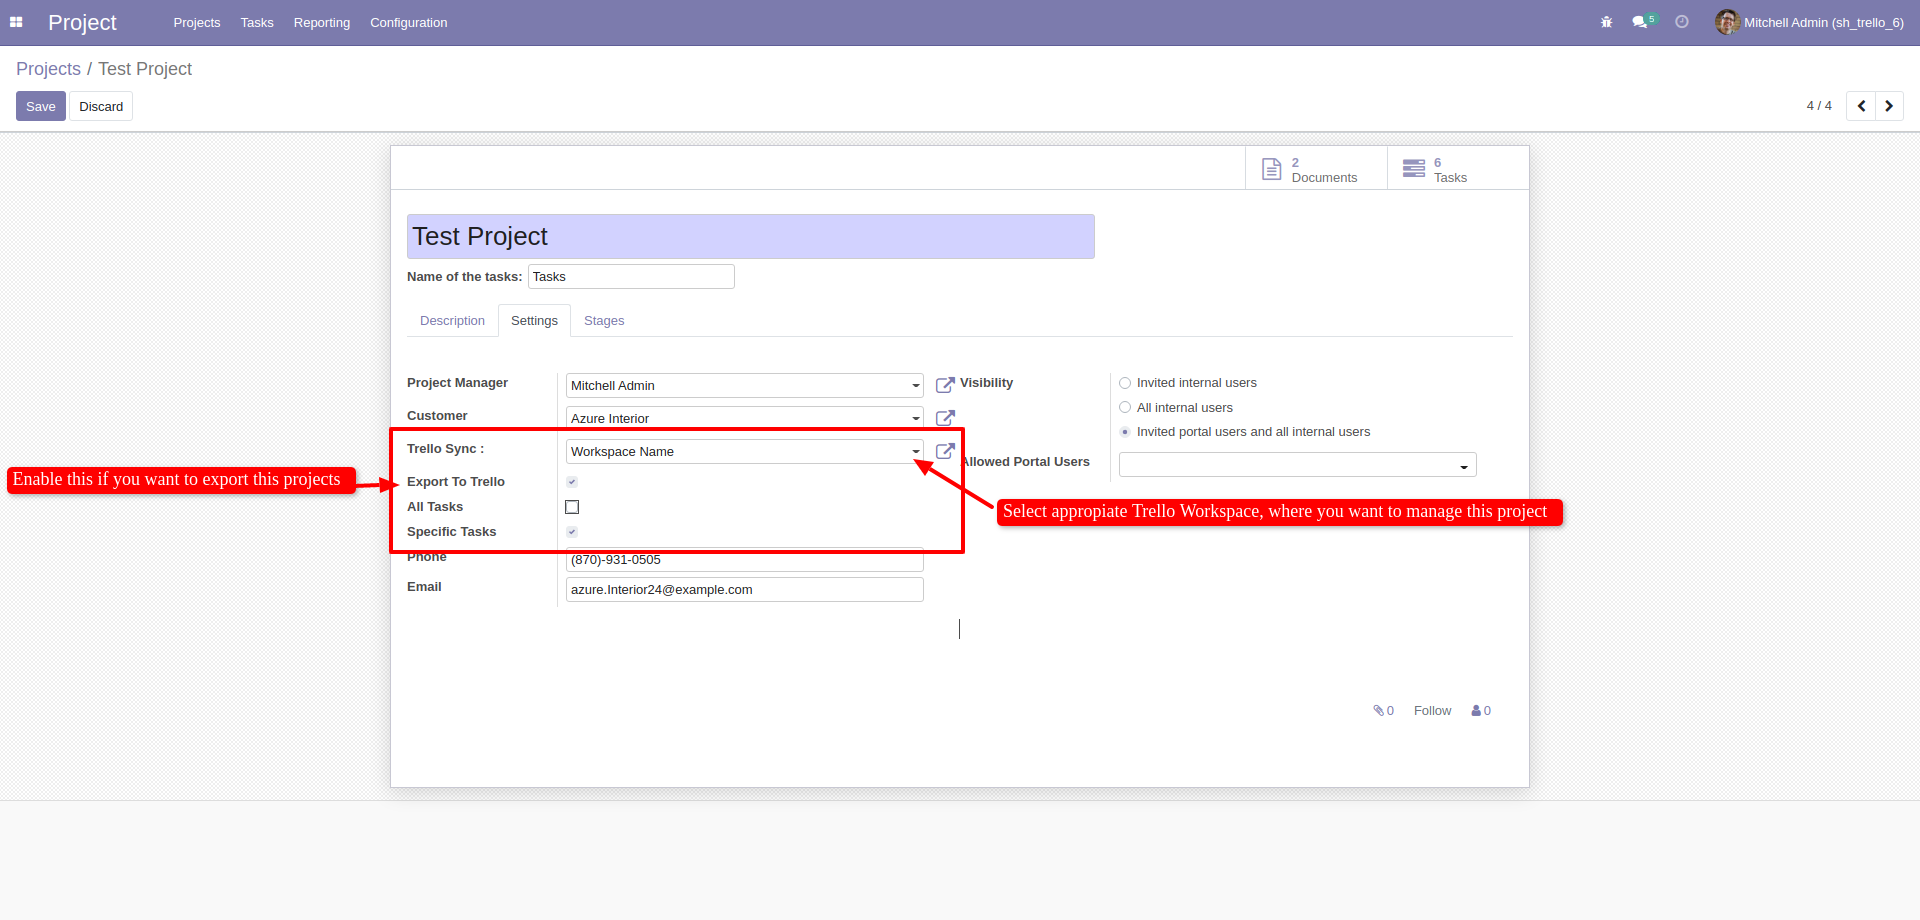 Project Projects Tasks Reporting Configuration 5 Mitchell Admin (sh_trello_6)
Projects / Test Project
Save Discard 4 / 4
2
Documents
6
Tasks
Test Project
Name of the tasks: Tasks
Description Settings Stages
Project Manager Mitchell Admin
Customer Azure Interior
Trello Sync : Workspace Name
Export To Trello
All Tasks
Specific Tasks
Phone (870)-931-0505
Email azure.Interior24@example.com
Visibility
Invited internal users
All internal users
Invited portal users and all internal users
Allowed Portal Users
Enable this if you want to export this projects
Select appropiate Trello Workspace, where you want to manage this project
0 Follow 0